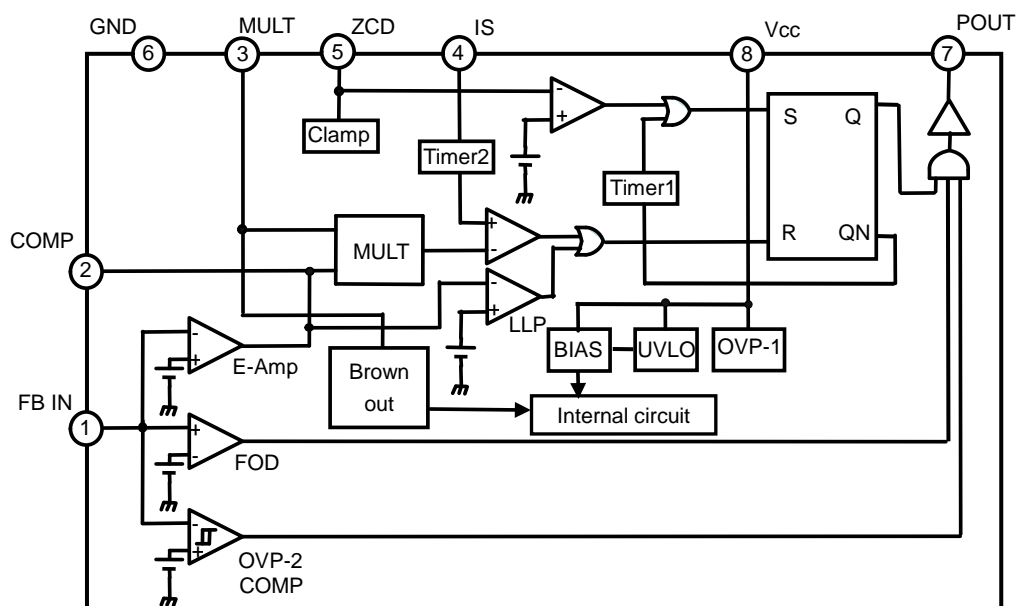 GND MULT ZCD IS Vcc POUT
6 3 5 4 8 7
- +
Clamp
S Q
Timer2
Timer1
COMP
2
MULT
+ -
R QN
- +
LLP
BIAS UVLO OVP-1
- +
E-Amp
Brown
out
Internal circuit
FB IN
1
+ -
FOD
- +
OVP-2
COMP